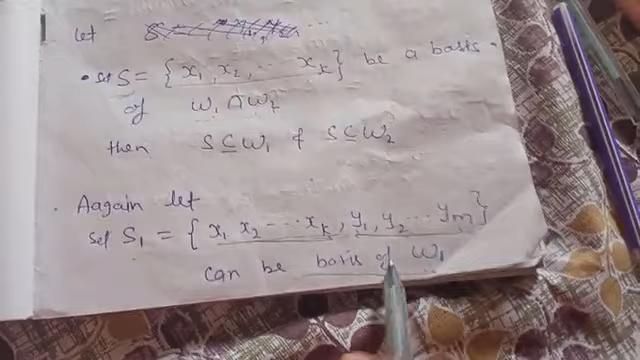 Let
• set S = { x₁, x₂, ... xₖ } be a basis
of W₁ ∩ W₂
then S ⊆ W₁ & S ⊆ W₂
• Aagain let
set S₁ = { x₁ x₂ ... xₖ, y₁, y₂ ... yₘ }
can be basis of W₁